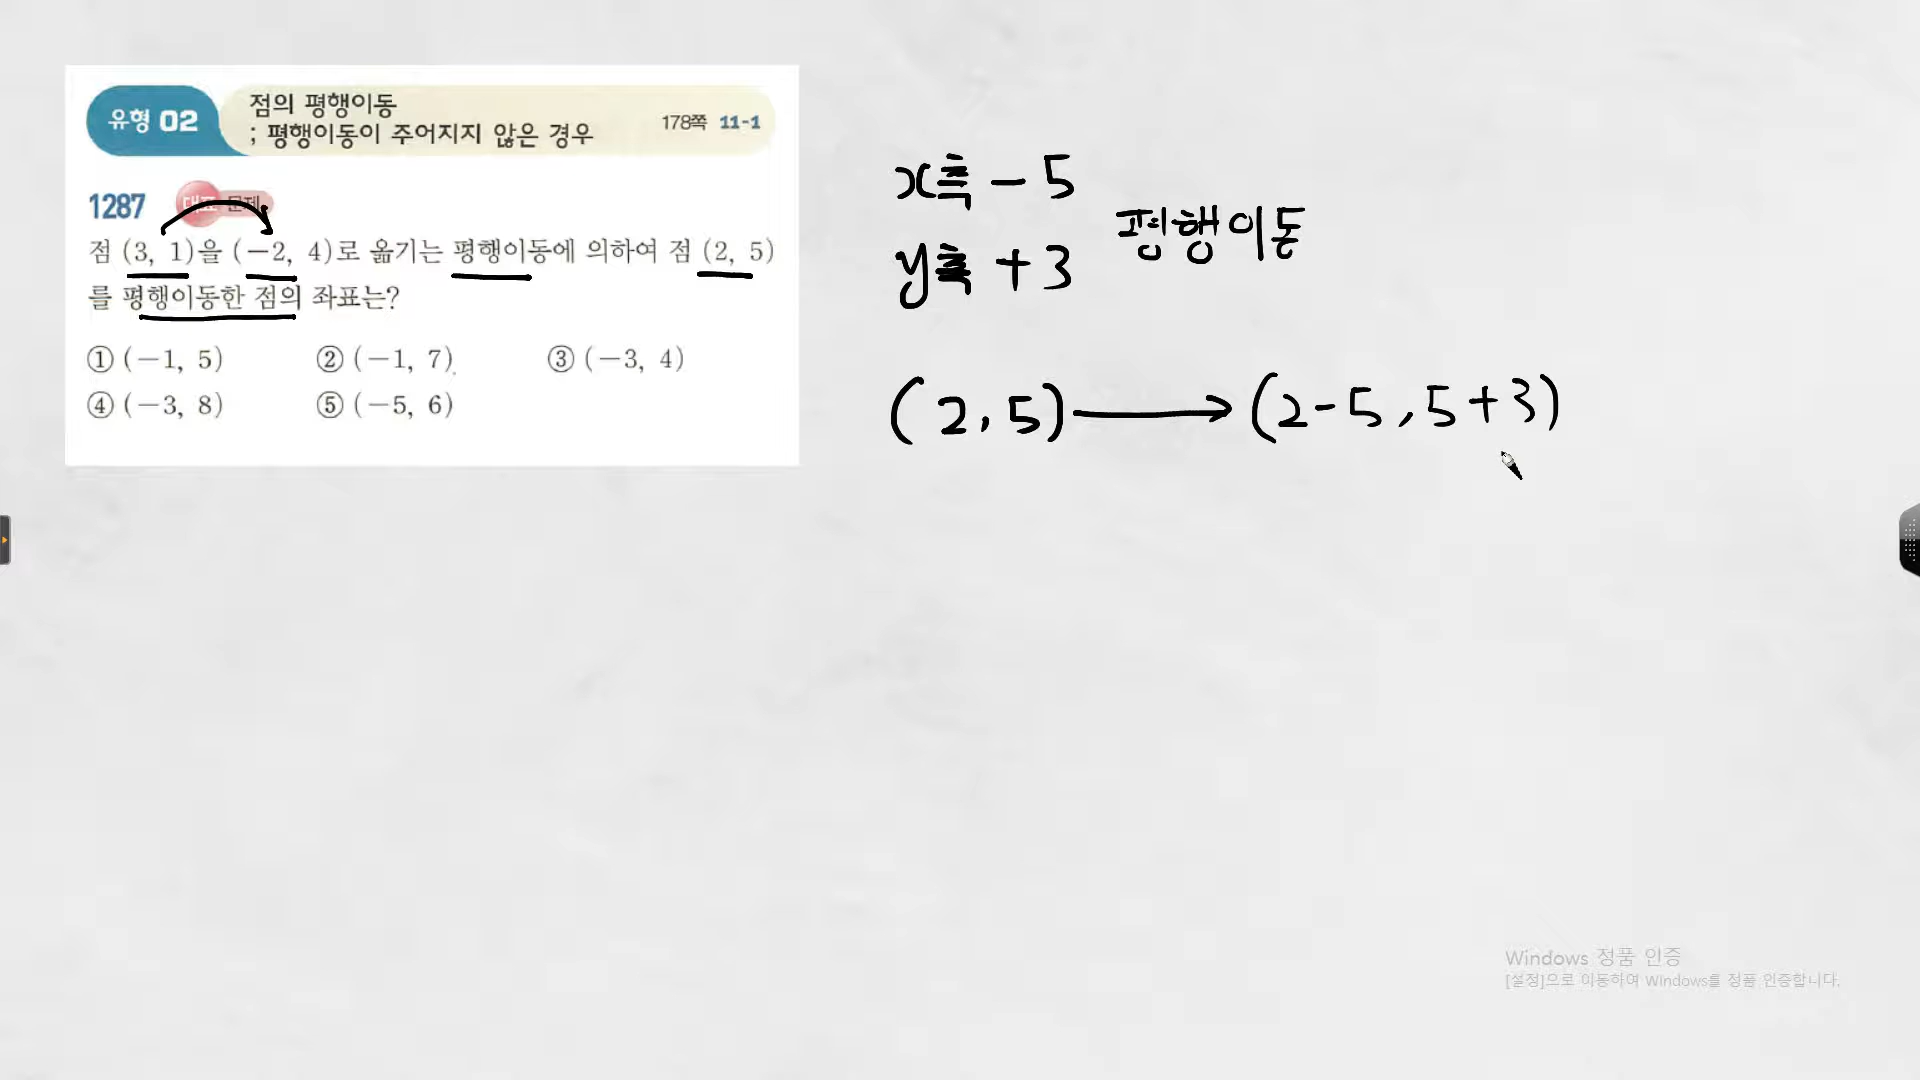 유형 02
점의 평행이동
; 평행이동이 주어지지 않은 경우
178쪽 11-1
1287 대표 문제
점 (3, 1)을 (−2, 4)로 옮기는 평행이동에 의하여 점 (2, 5)
를 평행이동한 점의 좌표는?
① (−1, 5) ② (−1, 7) ③ (−3, 4)
④ (−3, 8) ⑤ (−5, 6)
x축 − 5
y축 + 3
평행이동
(2, 5) → (2−5, 5+3)
Windows 정품 인증
[설정]으로 이동하여 Windows를 정품 인증합니다.